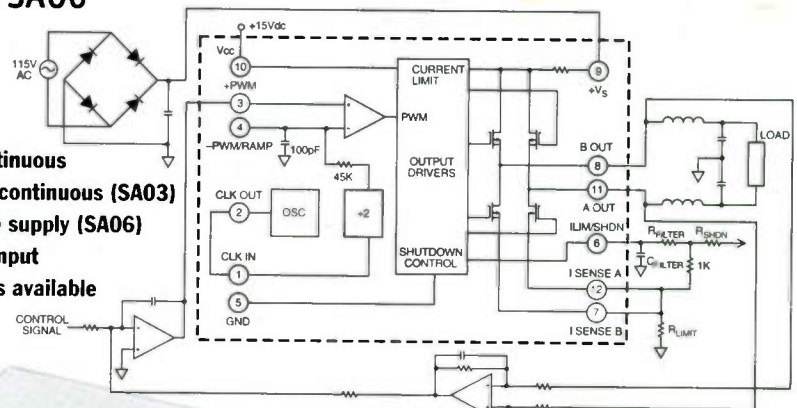 SA06
+15Vdc
Vcc
10
115V
AC
+PWM
3
4
–PWM/RAMP
100pF
45K
PWM
CURRENT
LIMIT
OUTPUT
DRIVERS
SHUTDOWN
CONTROL
9
+VS
B OUT
8
11
A OUT
LOAD
ILIM/SHDN
6
RFILTER
RSHDN
CFILTER
1K
I SENSE A
12
7
I SENSE B
RLIMIT
CLK OUT
2
OSC
÷2
CLK IN
1
5
GND
tinuous
continuous (SA03)
supply (SA06)
nput
s available
CONTROL
SIGNAL